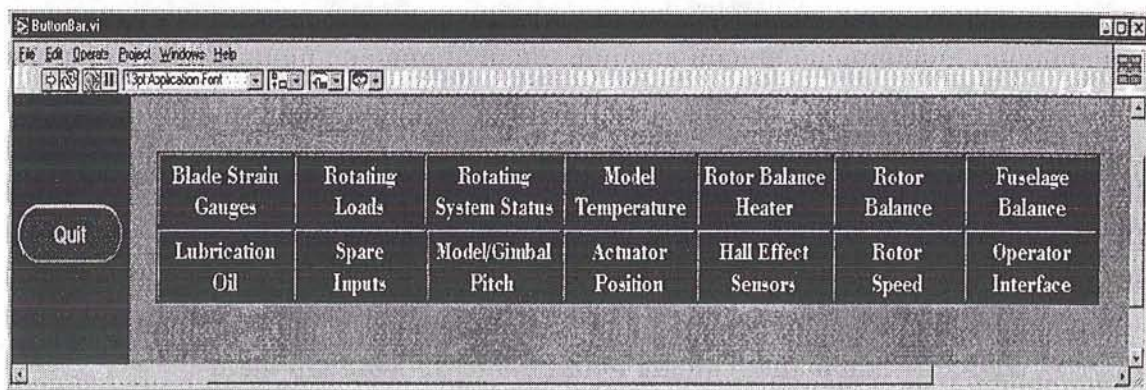 ButtonBar.vi
File Edit Operate Project Windows Help
13pt Application Font
Quit
Blade Strain Gauges
Rotating Loads
Rotating System Status
Model Temperature
Rotor Balance Heater
Rotor Balance
Fuselage Balance
Lubrication Oil
Spare Inputs
Model/Gimbal Pitch
Actuator Position
Hall Effect Sensors
Rotor Speed
Operator Interface